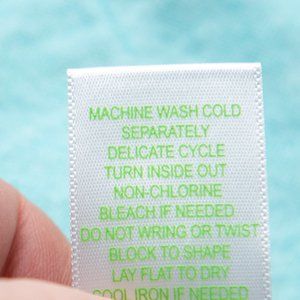 MACHINE WASH COLD
SEPARATELY
DELICATE CYCLE
TURN INSIDE OUT
NON-CHLORINE
BLEACH IF NEEDED
DO NOT WRING OR TWIST
BLOCK TO SHAPE
LAY FLAT TO DRY
COOL IRON IF NEEDED